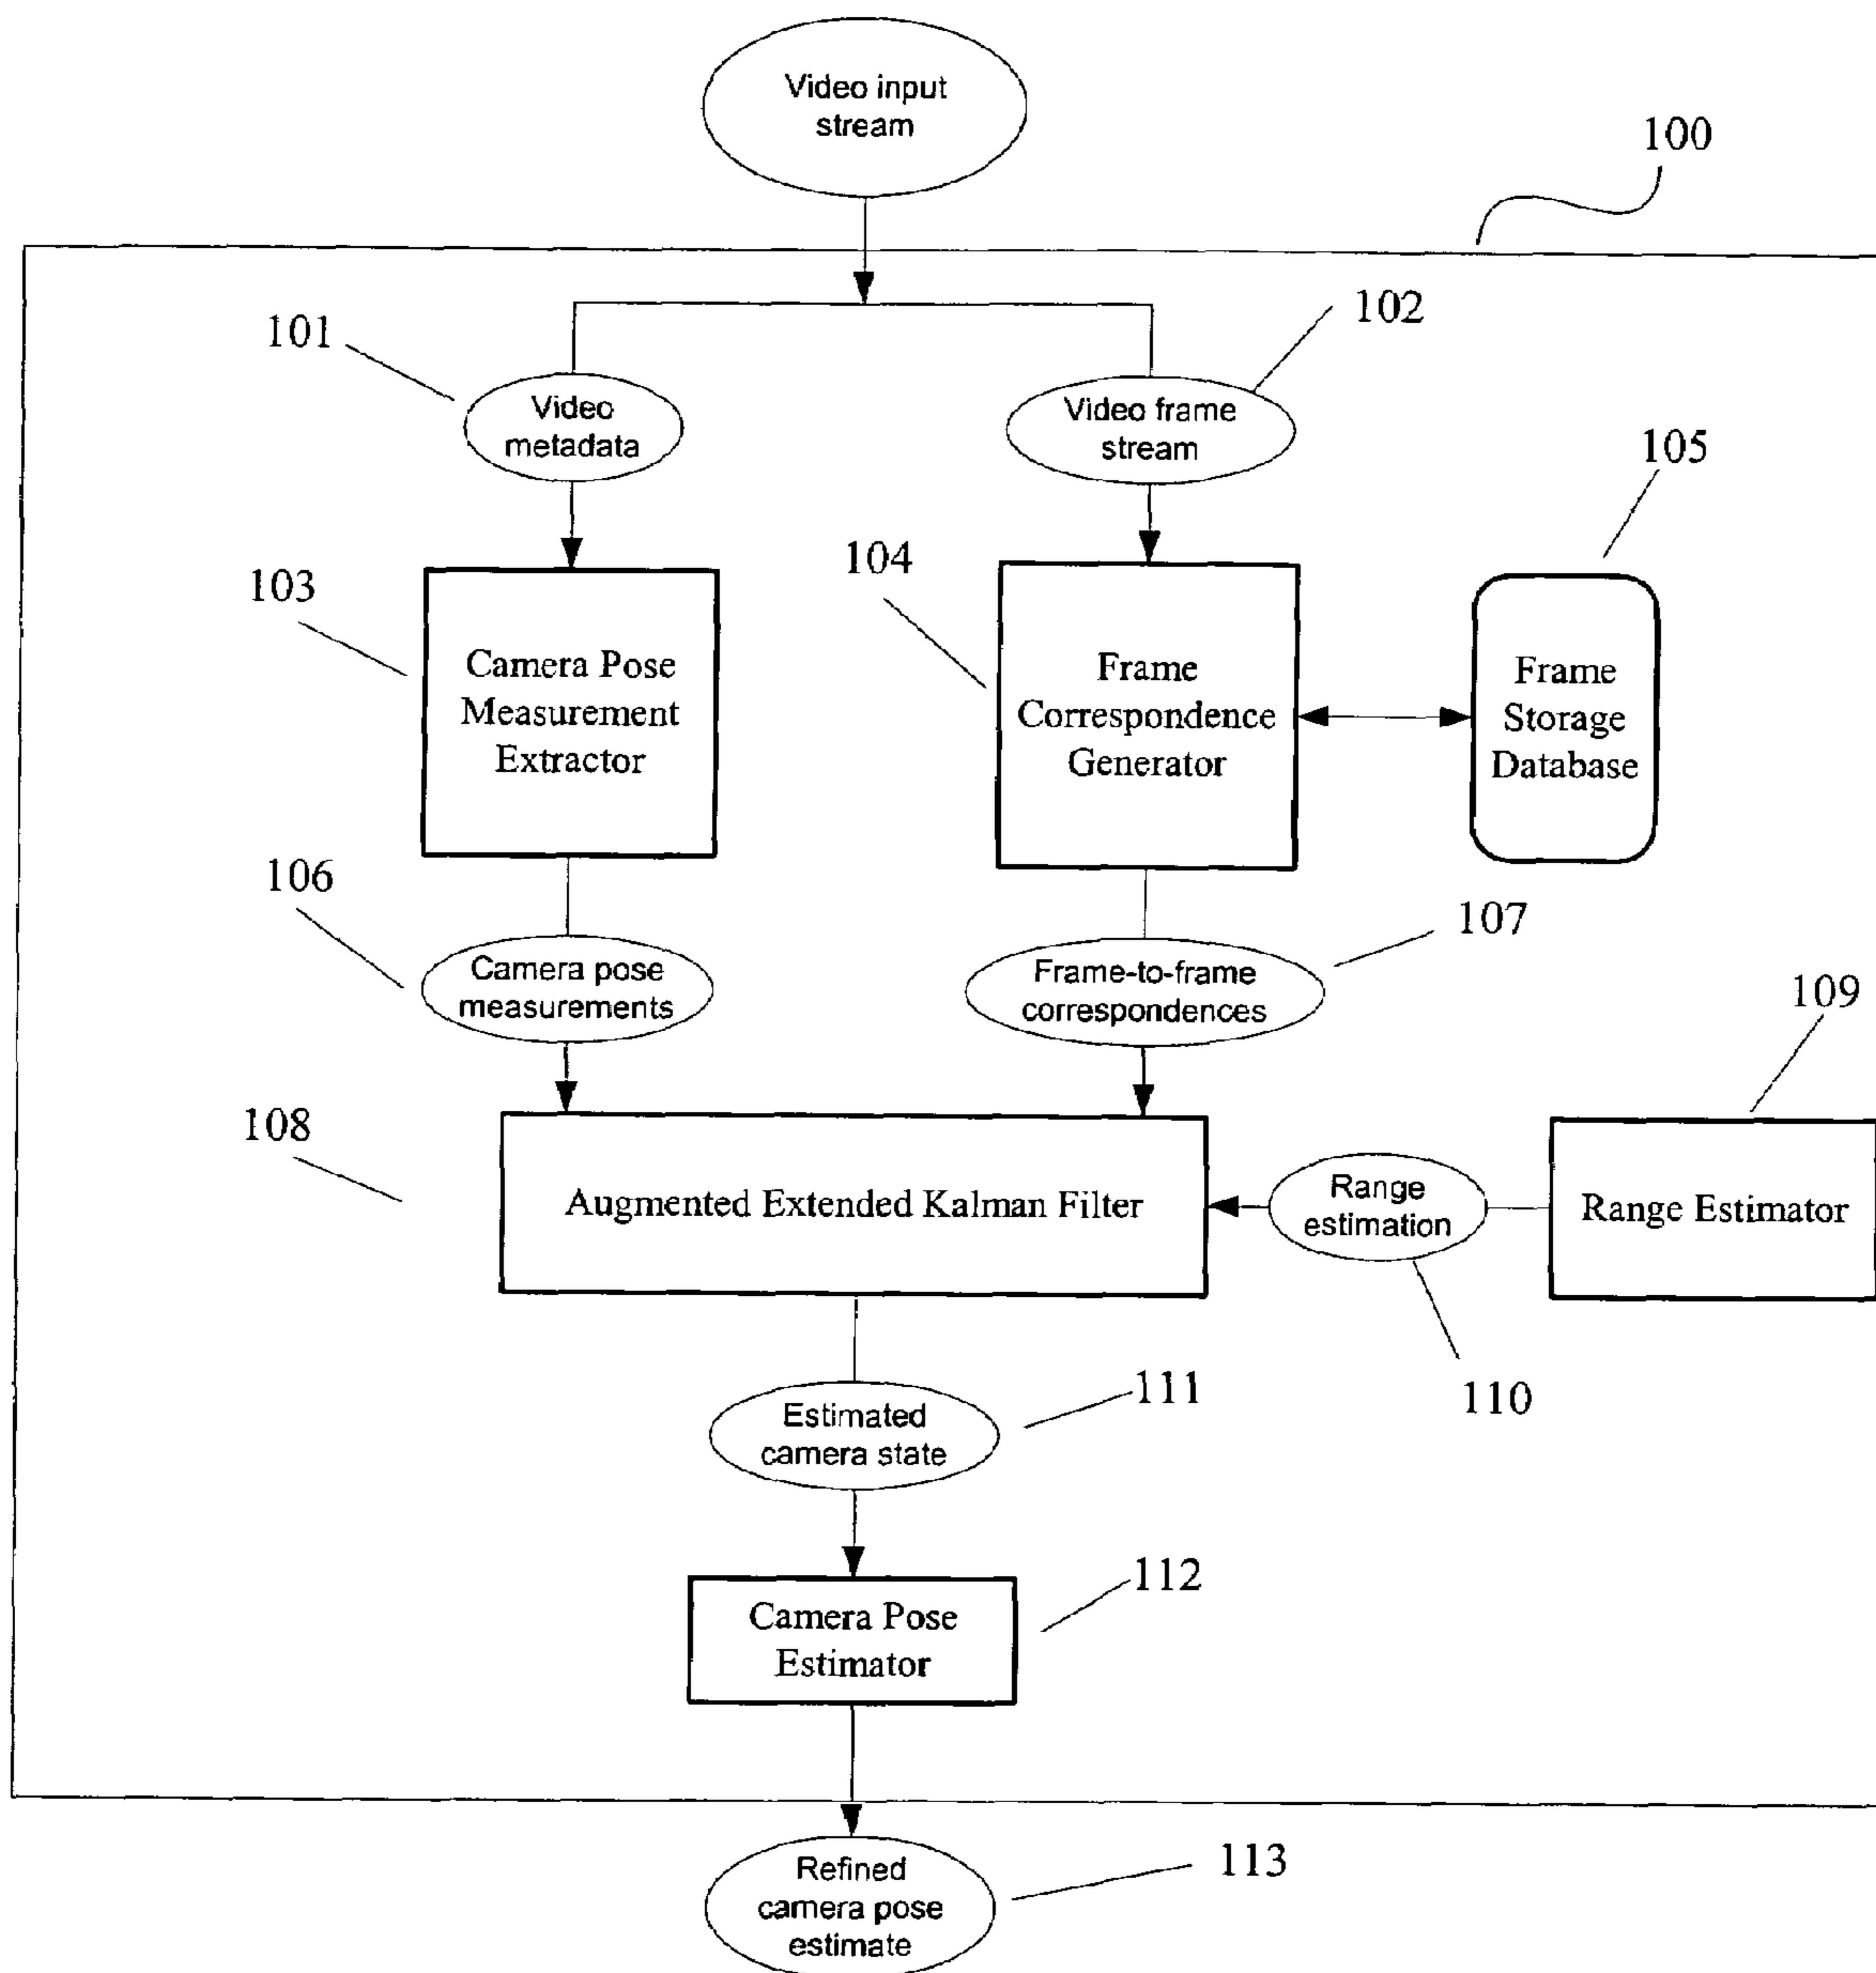 Video input
stream
100
101
102
Video
metadata
Video frame
stream
105
103
104
Camera Pose
Measurement
Extractor
Frame
Correspondence
Generator
Frame
Storage
Database
106
107
Camera pose
measurements
Frame-to-frame
correspondences
109
108
Augmented Extended Kalman Filter
Range
estimation
Range Estimator
110
111
Estimated
camera state
112
Camera Pose
Estimator
113
Refined
camera pose
estimate